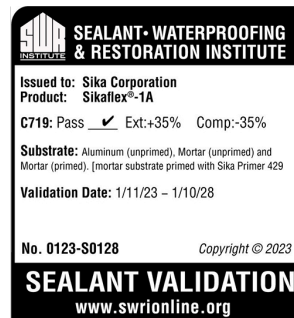 SWR
INSTITUTE
SEALANT• WATERPROOFING
& RESTORATION INSTITUTE
Issued to: Sika Corporation
Product: Sikaflex®-1A
C719: Pass ✔ Ext:+35% Comp:-35%
Substrate: Aluminum (unprimed), Mortar (unprimed) and
Mortar (primed). [mortar substrate primed with Sika Primer 429
Validation Date: 1/11/23 – 1/10/28
No. 0123-S0128 Copyright © 2023
SEALANT VALIDATION
www.swrionline.org